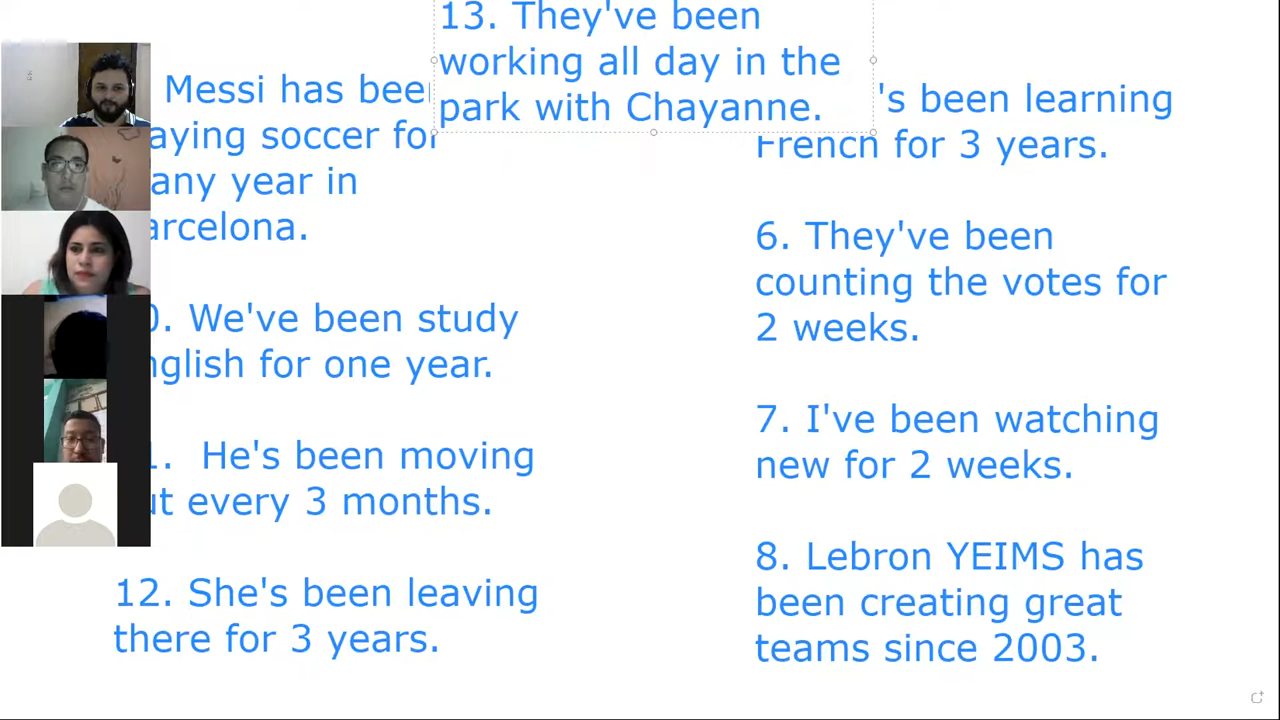 13. They've been
working all day in the
park with Chayanne.
Messi has been
aying soccer for
any year in
arcelona.
0. We've been study
nglish for one year.
1. He's been moving
ut every 3 months.
12. She's been leaving
there for 3 years.
's been learning
French for 3 years.
6. They've been
counting the votes for
2 weeks.
7. I've been watching
new for 2 weeks.
8. Lebron YEIMS has
been creating great
teams since 2003.